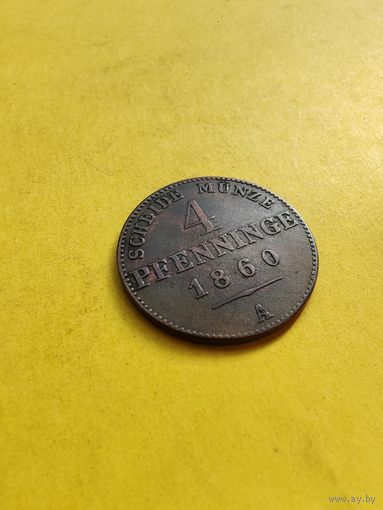 SCHEIDE MÜNZE
4
PFENNINGE
1860
A
www.ay.by